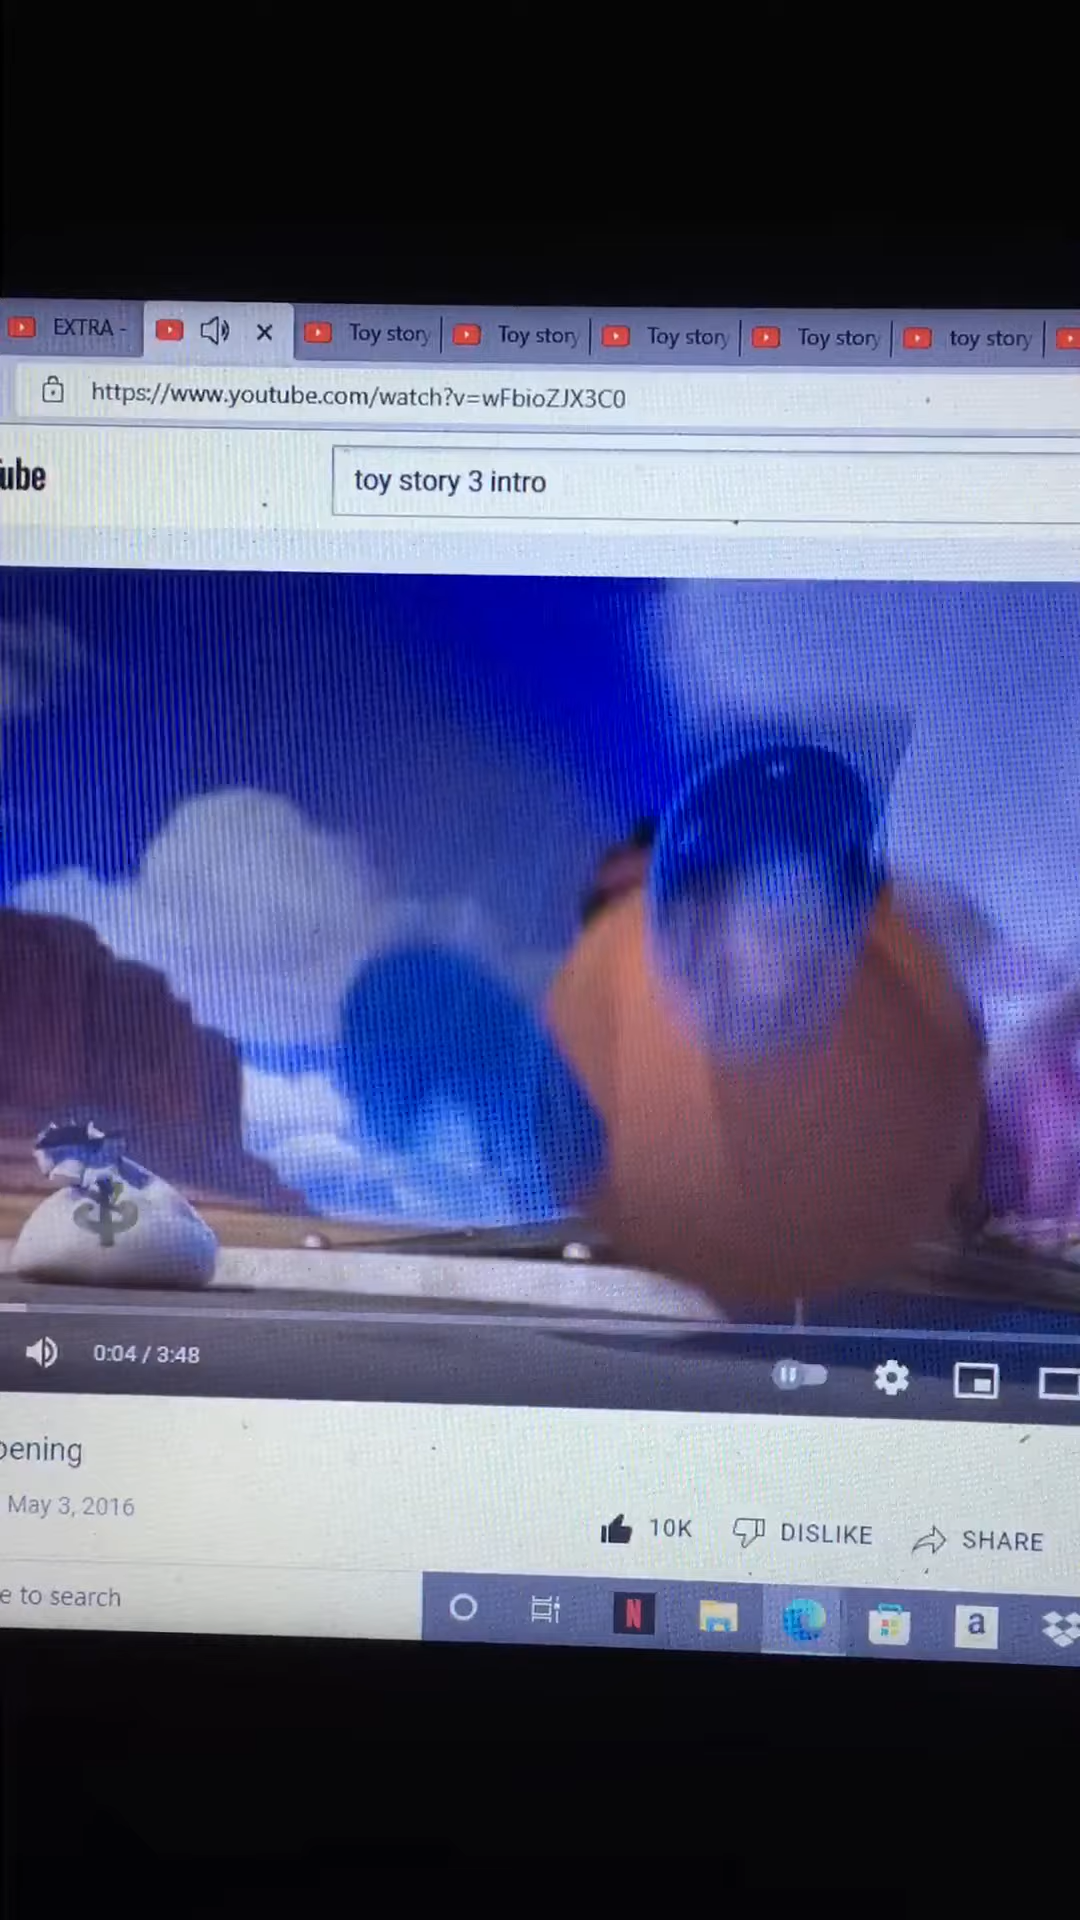 EXTRA -
Toy story
Toy story
Toy story
Toy story
toy story
https://www.youtube.com/watch?v=wFbioZJX3C0
ube
toy story 3 intro
$
0:04 / 3:48
pening
May 3, 2016
10K
DISLIKE
SHARE
e to search
N
a